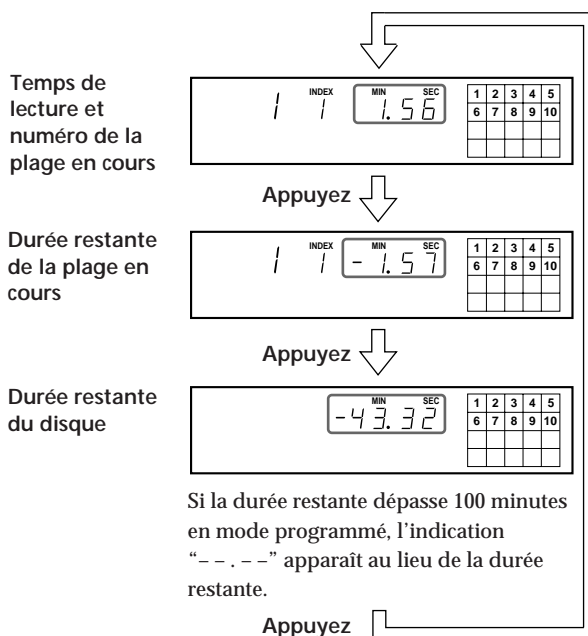 Temps de
lecture et
numéro de la
plage en cours
1 INDEX 1 MIN 1. SEC 56
1 2 3 4 5
6 7 8 9 10
Appuyez
Durée restante
de la plage en
cours
1 INDEX 1 MIN - 1. SEC 57
1 2 3 4 5
6 7 8 9 10
Appuyez
Durée restante
du disque
MIN -43. SEC 32
1 2 3 4 5
6 7 8 9 10
Si la durée restante dépasse 100 minutes
en mode programmé, l'indication
“– – . – –” apparaît au lieu de la durée
restante.
Appuyez